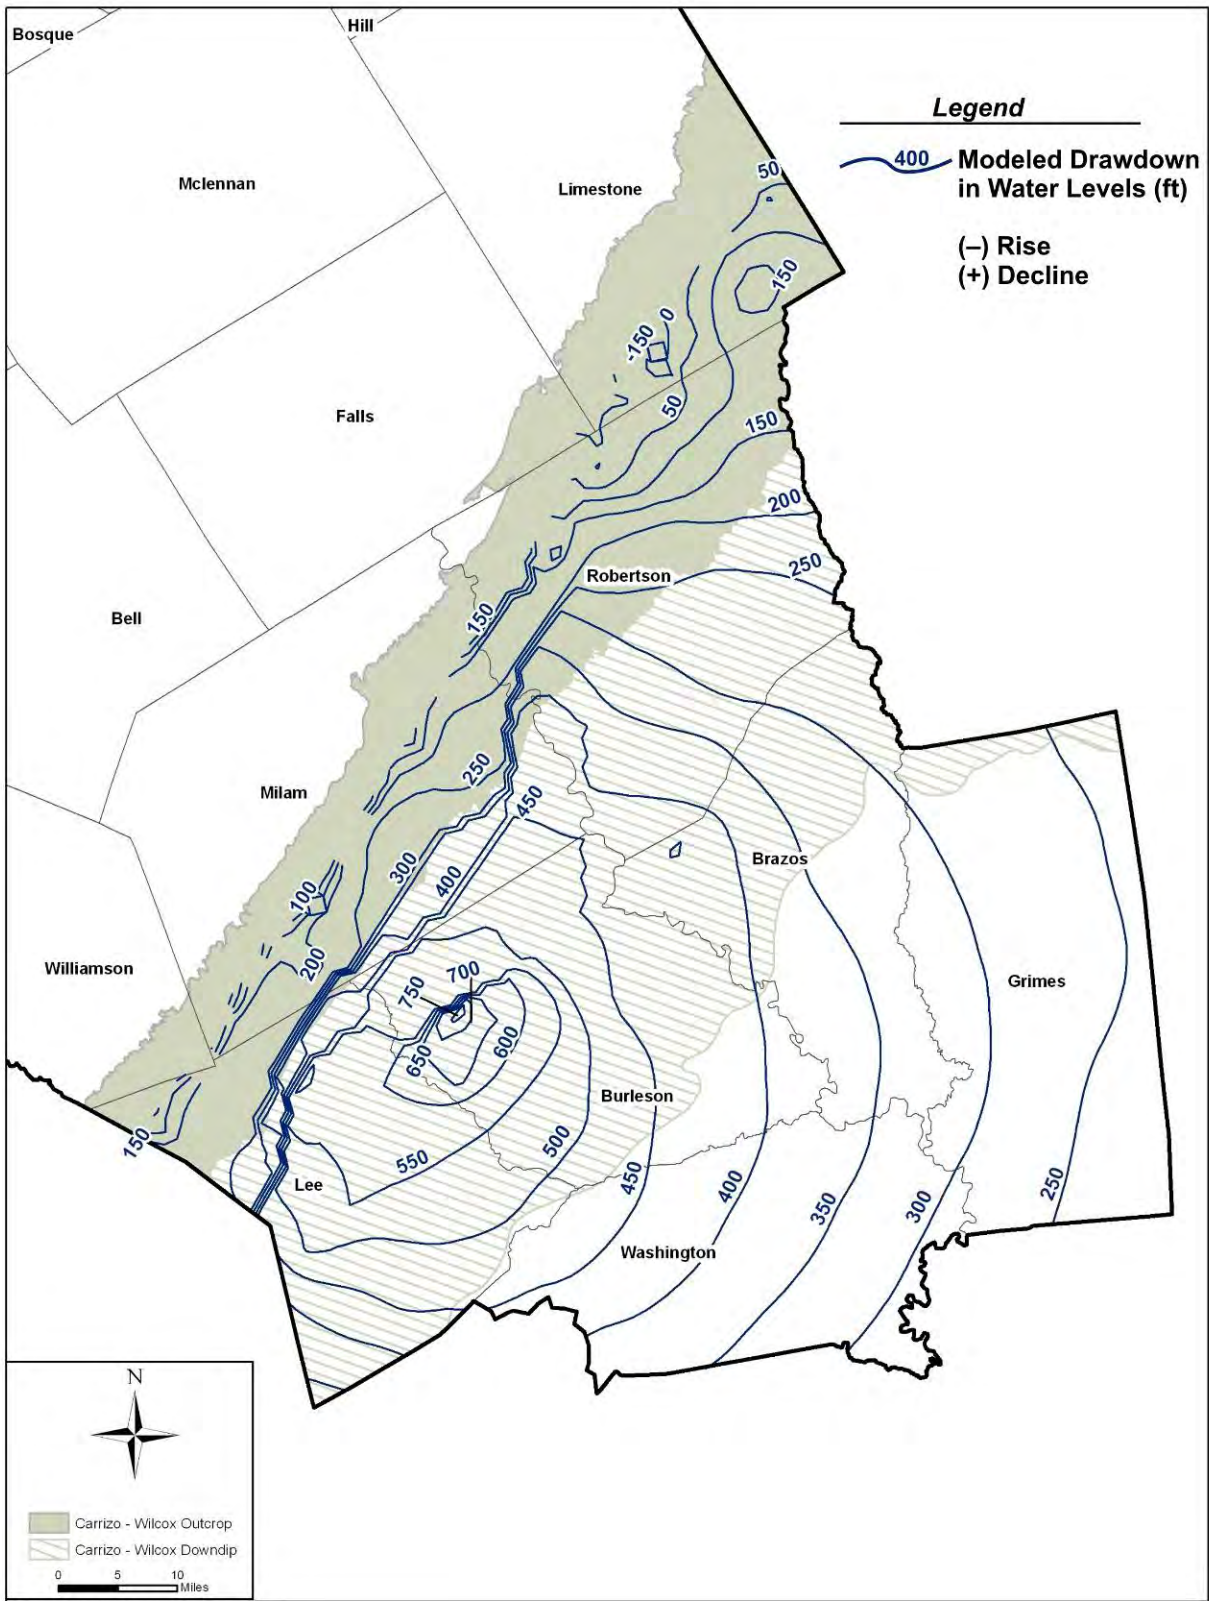 Bosque
Hill
Legend
400 Modeled Drawdown
in Water Levels (ft)
(–) Rise
(+) Decline
Mclennan
Limestone
50
150
0
-150
Falls
50
150
200
250
Robertson
Bell
150
250
Milam
450
300
400
Brazos
100
200
Williamson
700
750
Grimes
600
650
Burleson
500
550
450
400
350
300
250
150
Lee
Washington
N
Carrizo - Wilcox Outcrop
Carrizo - Wilcox Downdip
0 5 10
Miles